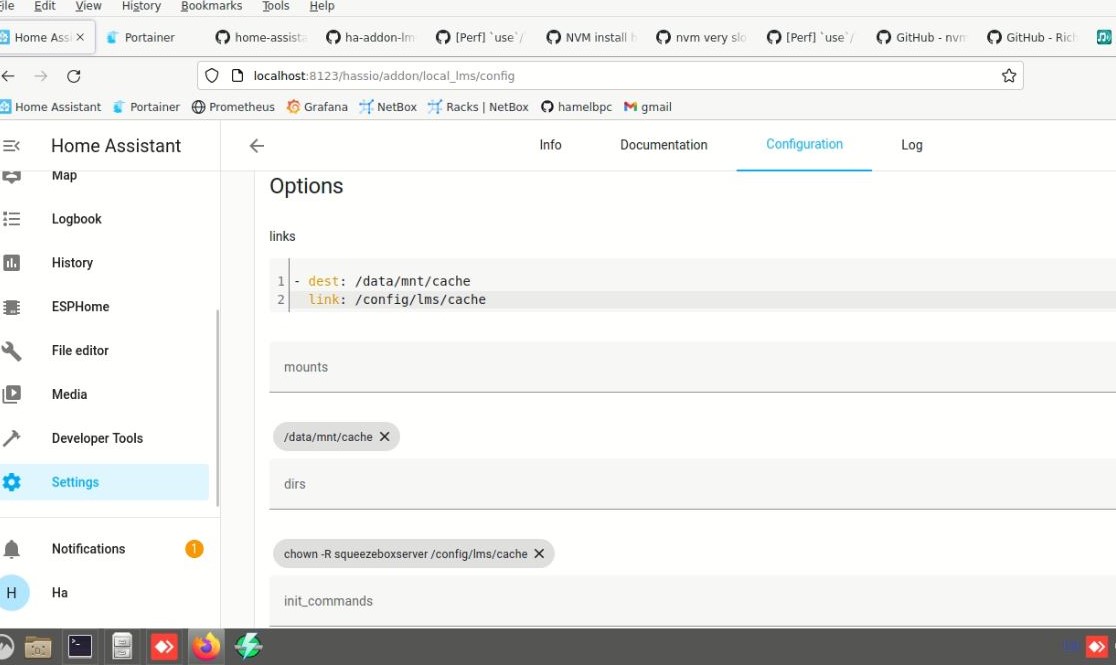 File Edit View History Bookmarks Tools Help
Home Assi Portainer home-assista ha-addon-lm [Perf] `use`/ NVM install NVM very slo [Perf] `use`/ GitHub - nvm GitHub - Rich
localhost:8123/hassio/addon/local_lms/config
Home Assistant Portainer Prometheus Grafana NetBox Racks | NetBox hamelbpc gmail
Home Assistant
Info Documentation Configuration Log
Map
Options
Logbook
links
History
1 - dest: /data/mnt/cache
2 link: /config/lms/cache
ESPHome
File editor
mounts
Media
/data/mnt/cache
Developer Tools
Settings
dirs
Notifications 1
chown -R squeezeboxserver /config/lms/cache
H Ha
init_commands